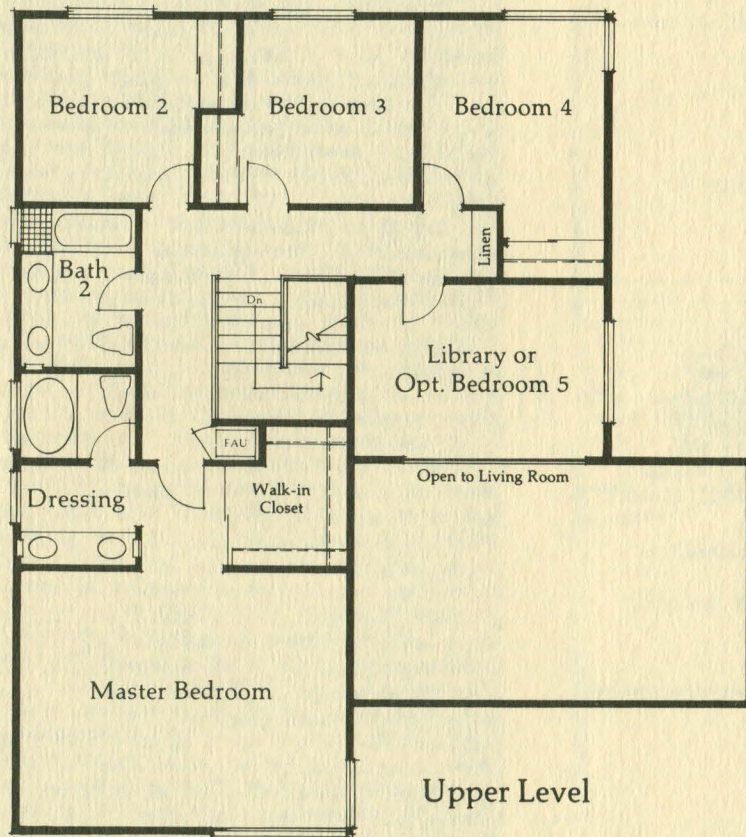 Bedroom 2
Bedroom 3
Bedroom 4
Linen
Bath
2
Dn
Library or
Opt. Bedroom 5
FAU
Open to Living Room
Dressing
Walk-in
Closet
Master Bedroom
Upper Level